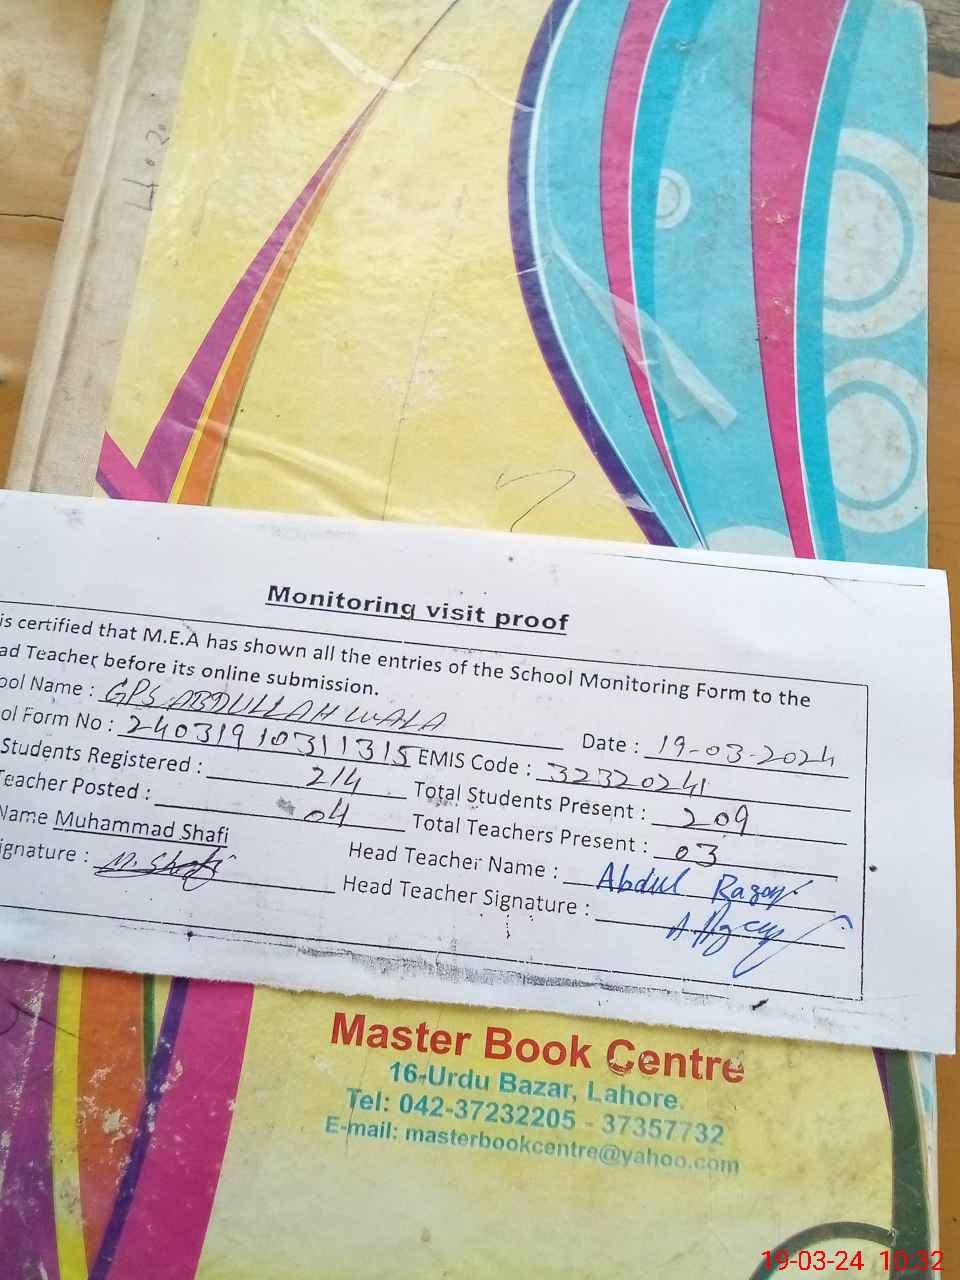 4020
Monitoring visit proof
is certified that M.E.A has shown all the entries of the School Monitoring Form to the
ad Teacher before its online submission.
ool Name : GPS ABDULLAH WALA Date : 19-03-2024
ol Form No : 24031910311315 EMIS Code : 32320241
Students Registered : 214 Total Students Present : 209
Teacher Posted : 04 Total Teachers Present : 03
Name Muhammad Shafi Head Teacher Name : Abdul
ignature : M. Shafi Head Teacher Signature :
Master Book Centre
16-Urdu Bazar, Lahore.
Tel: 042-37232205 - 37357732
E-mail: masterbookcentre@yahoo.com
19-03-24 10:32